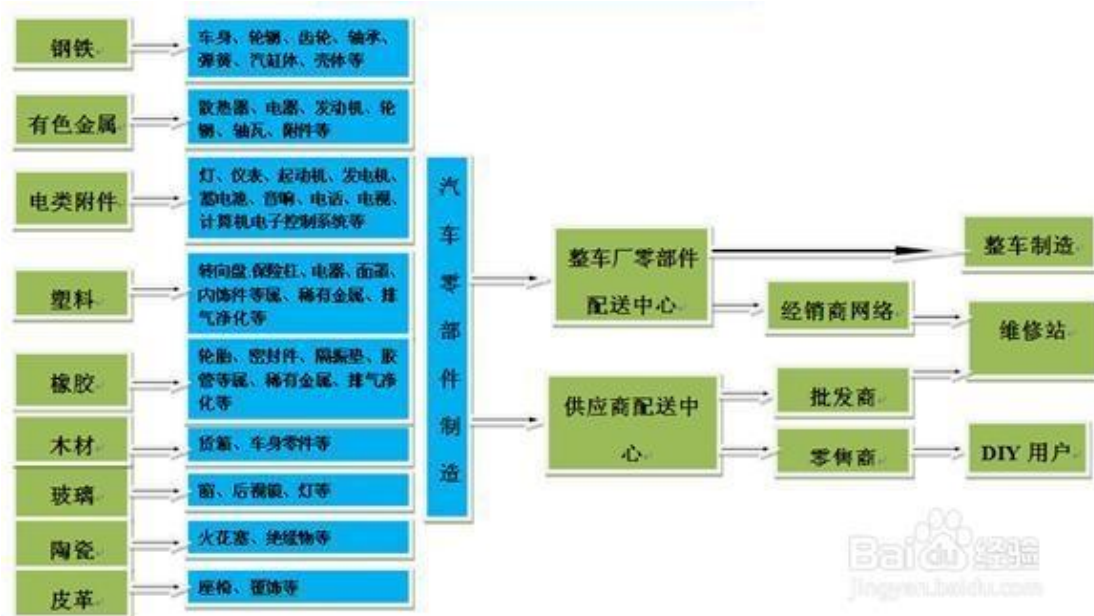 钢铁
车身、轮辋、齿轮、轴承、
弹簧、汽缸体、壳体等
有色金属
散热器、电器、发动机、轮
辋、轴瓦、附件等
电类附件
灯、仪表、起动机、发电机、
蓄电池、音响、电话、电视、
计算机电子控制系统等
塑料
转向盘、保险杠、电器、面罩、
内饰件等属、稀有金属、排
气净化等
橡胶
轮胎、密封件、隔振垫、胶
管等属、稀有金属、排气净
化等
木材
货箱、车身零件等
玻璃
窗、后视镜、灯等
陶瓷
火花塞、绝缘物等
皮革
座椅、覆饰等
汽车零部件制造
整车厂零部件
配送中心
供应商配送中
心
经销商网络
批发商
零售商
整车制造
维修站
DIY 用户
Baidu 经验
jingyan.baidu.com